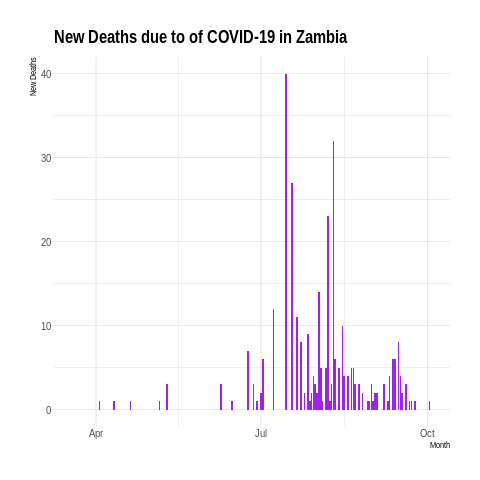 New Deaths due to of COVID-19 in Zambia
New Deaths
40
30
20
10
0
Apr
Jul
Oct
Month